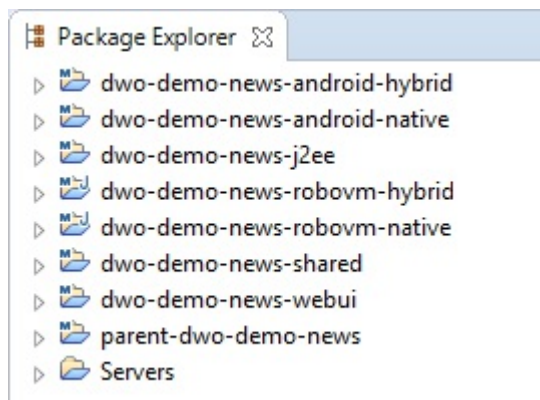 Package Explorer
dwo-demo-news-android-hybrid
dwo-demo-news-android-native
dwo-demo-news-j2ee
dwo-demo-news-robovm-hybrid
dwo-demo-news-robovm-native
dwo-demo-news-shared
dwo-demo-news-webui
parent-dwo-demo-news
Servers